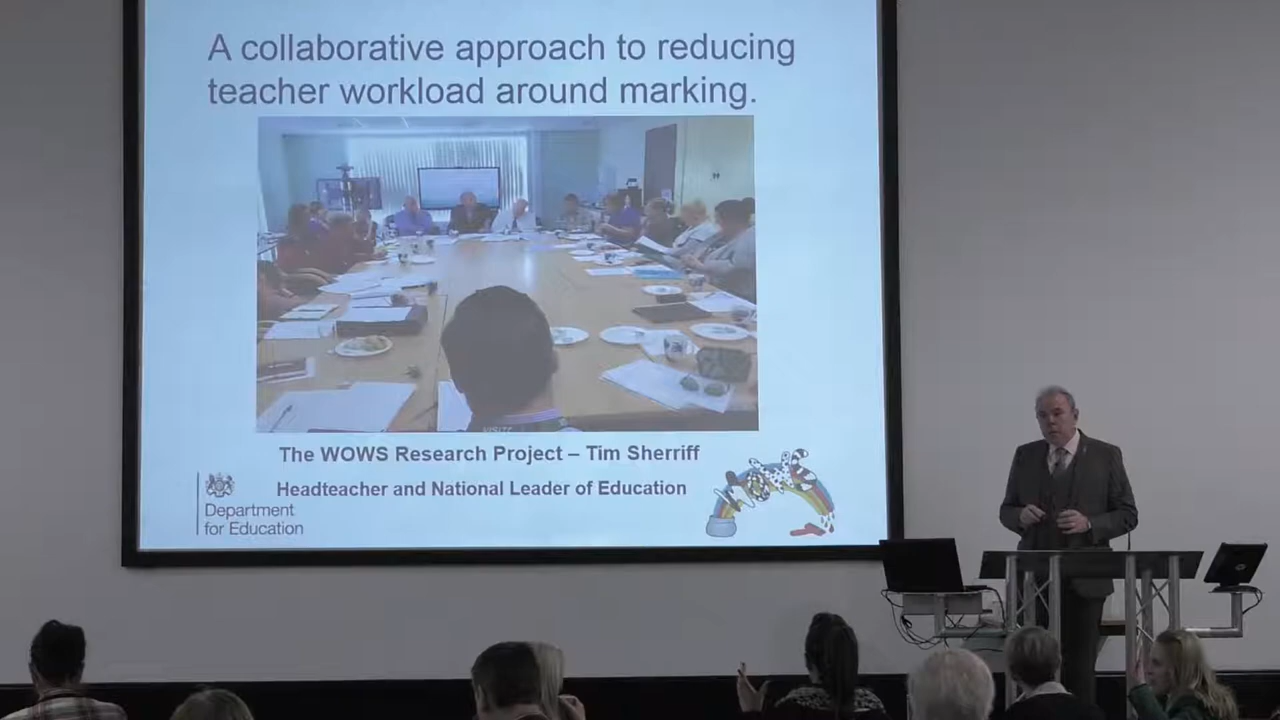 A collaborative approach to reducing
teacher workload around marking.
The WOWS Research Project – Tim Sherriff
Headteacher and National Leader of Education
Department
for Education